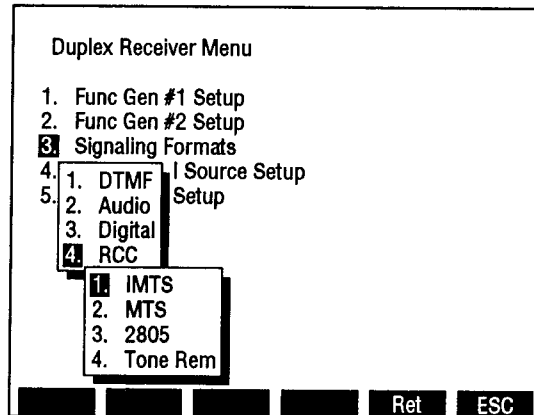 Duplex Receiver Menu
1. Func Gen #1 Setup
2. Func Gen #2 Setup
3. Signaling Formats
4. l Source Setup
5. Setup
1. DTMF
2. Audio
3. Digital
4. RCC
1. IMTS
2. MTS
3. 2805
4. Tone Rem
Ret ESC